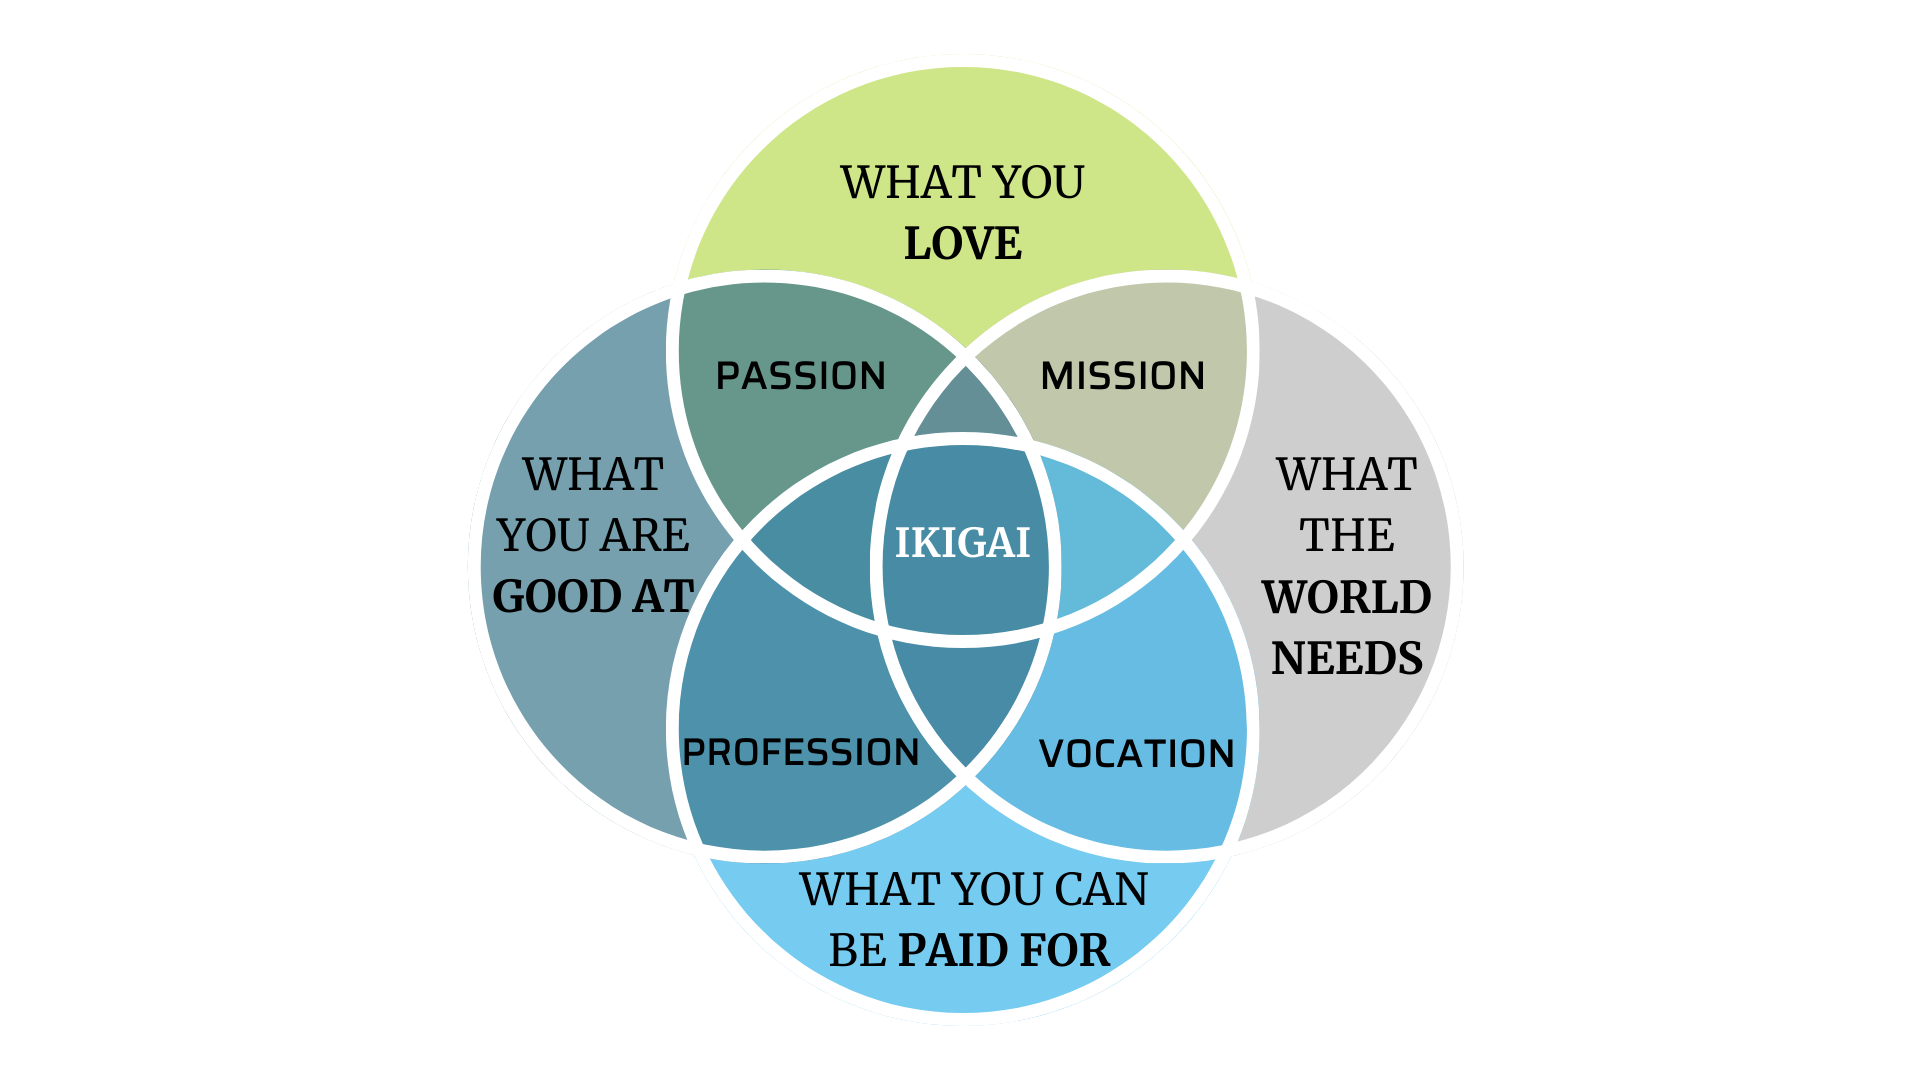 WHAT YOU
LOVE
PASSION
MISSION
WHAT
YOU ARE
GOOD AT
IKIGAI
WHAT
THE
WORLD
NEEDS
PROFESSION
VOCATION
WHAT YOU CAN
BE PAID FOR